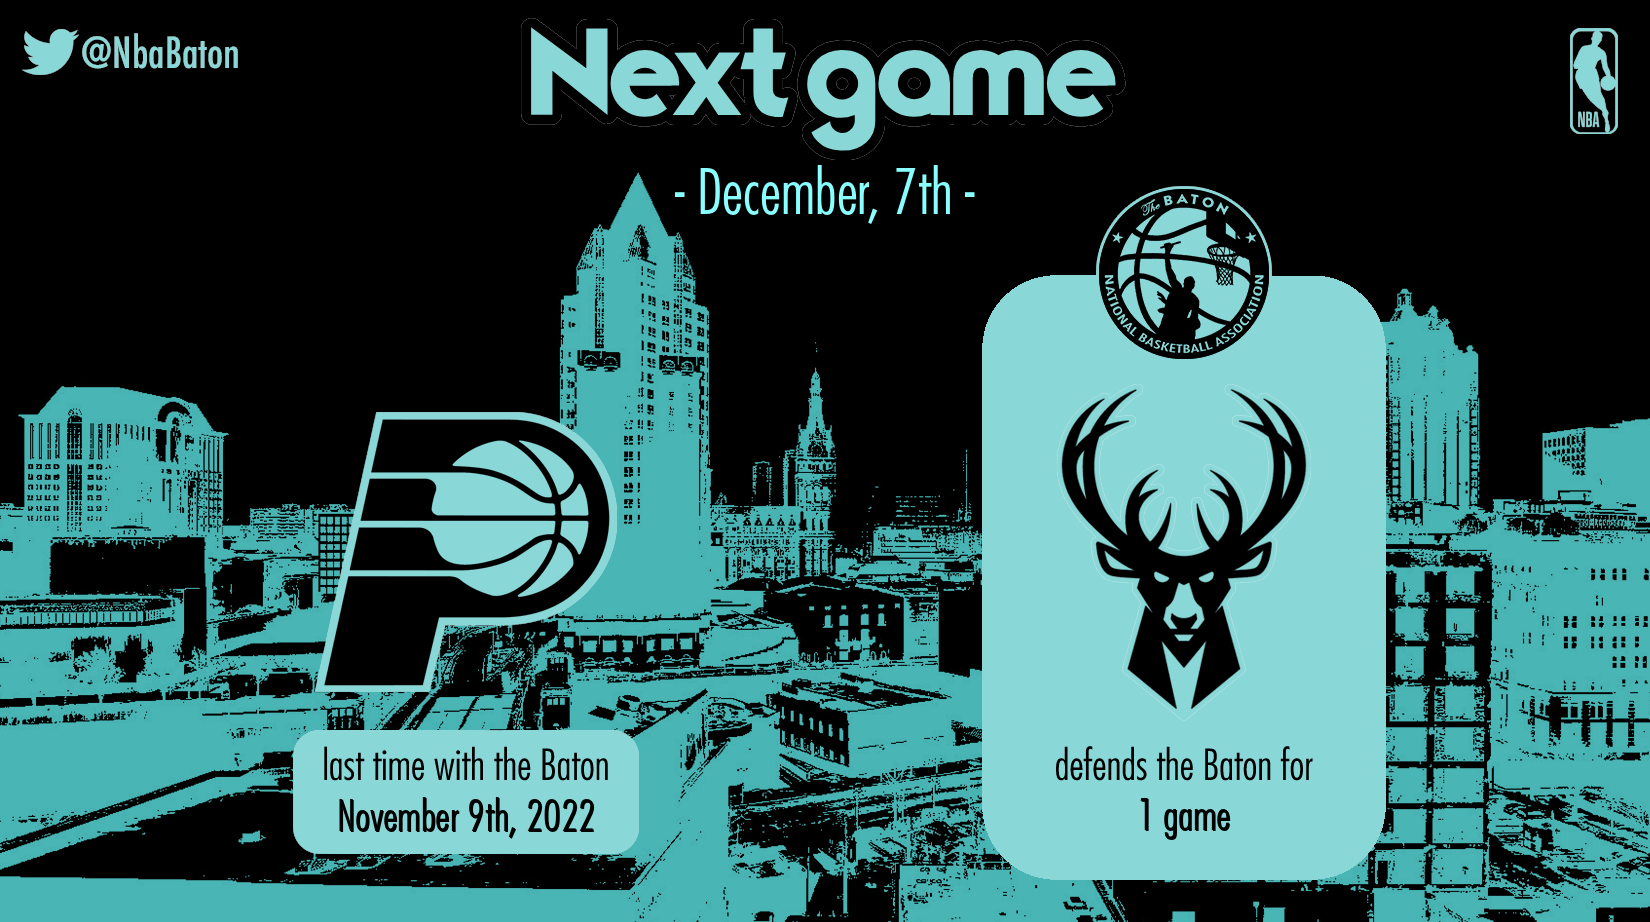 @NbaBaton
Next game
NBA
- December, 7th -
The BATON
NATIONAL BASKETBALL ASSOCIATION
last time with the Baton
November 9th, 2022
defends the Baton for
1 game